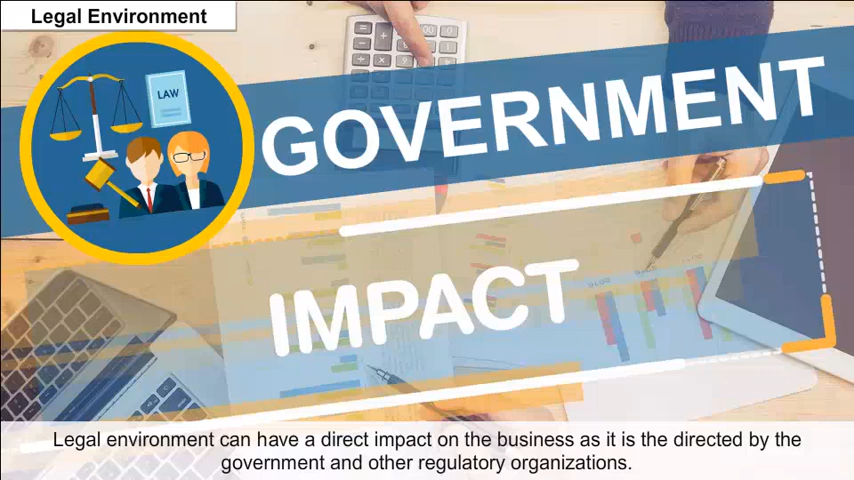 Legal Environment
LAW
GOVERNMENT
IMPACT
Legal environment can have a direct impact on the business as it is the directed by the
government and other regulatory organizations.